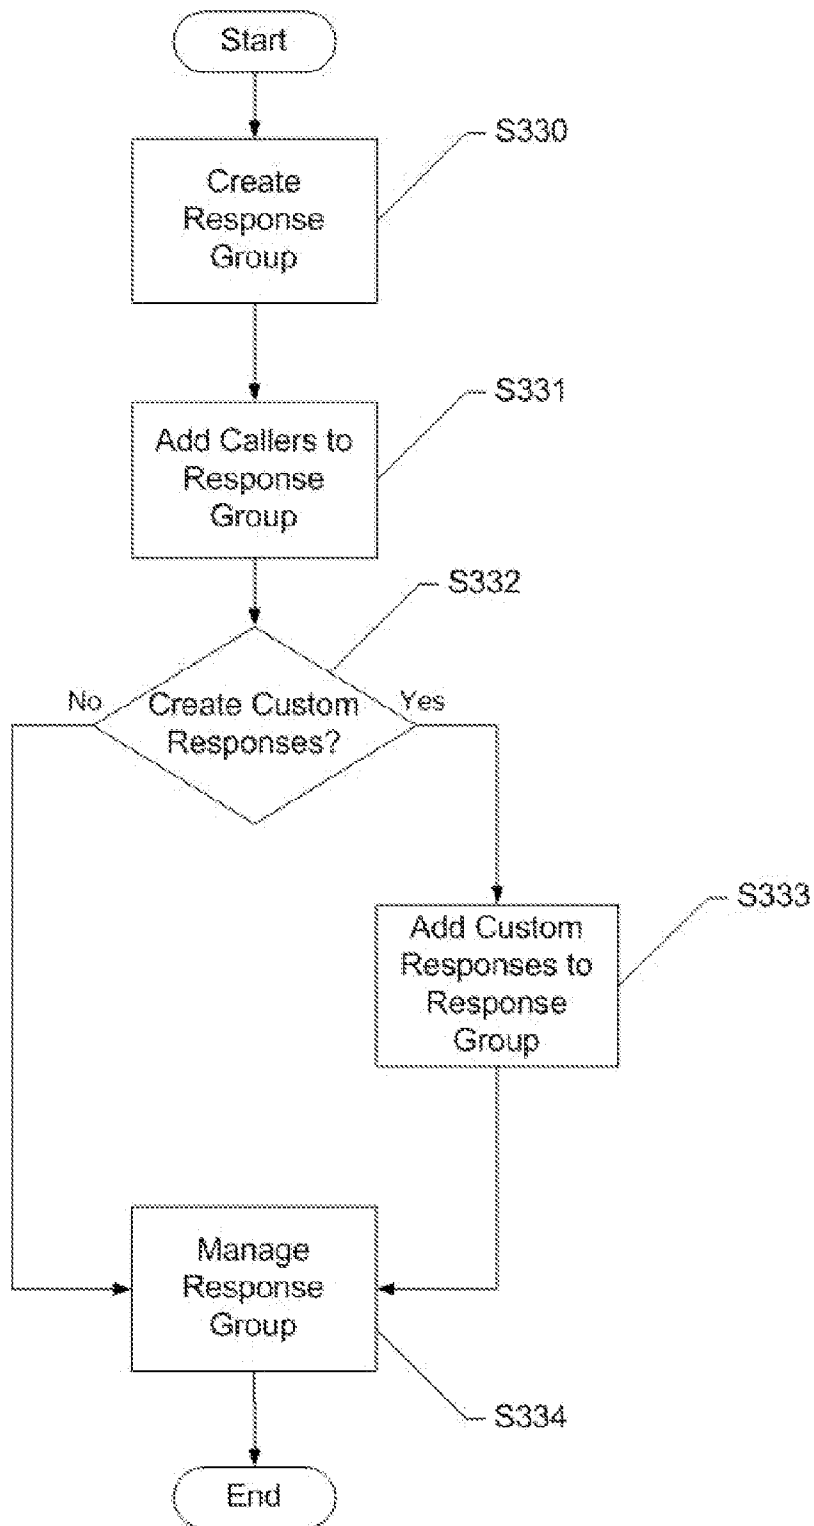 Start
S330
Create
Response
Group
S331
Add Callers to
Response
Group
S332
No
Create Custom
Responses?
Yes
S333
Add Custom
Responses to
Response
Group
Manage
Response
Group
S334
End